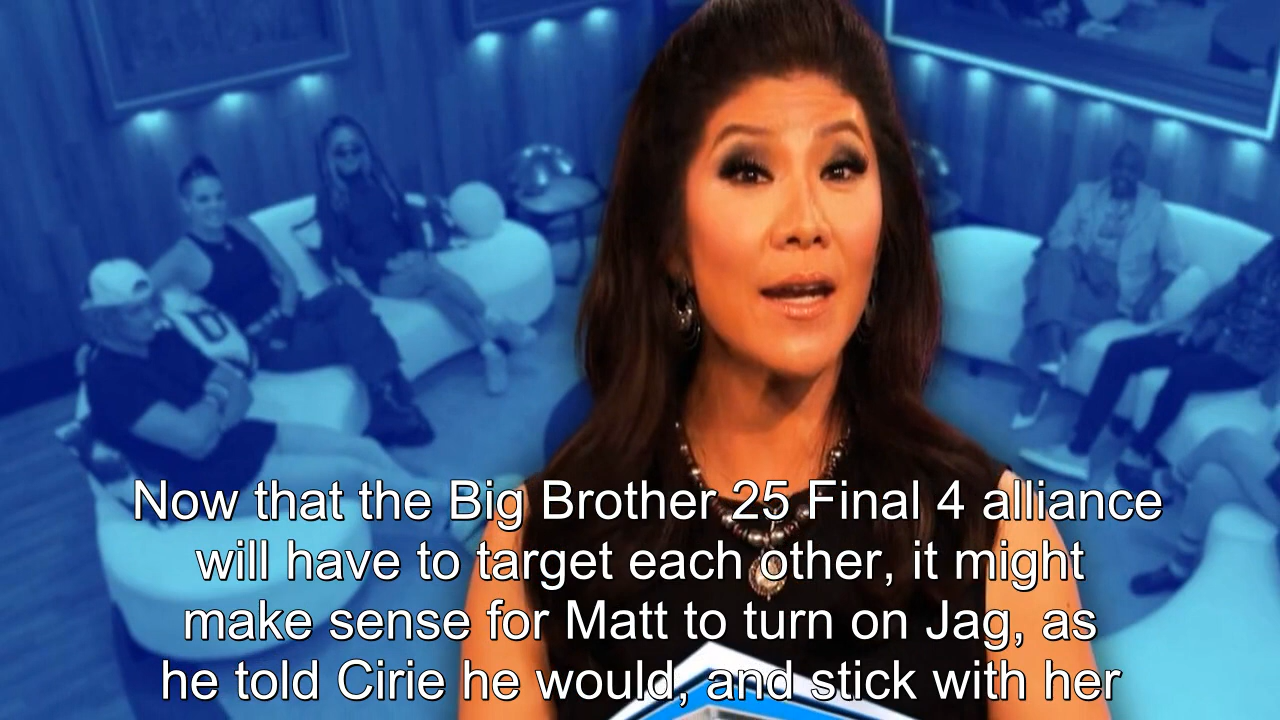 Now that the Big Brother 25 Final 4 alliance
will have to target each other, it might
make sense for Matt to turn on Jag, as
he told Cirie he would, and stick with her